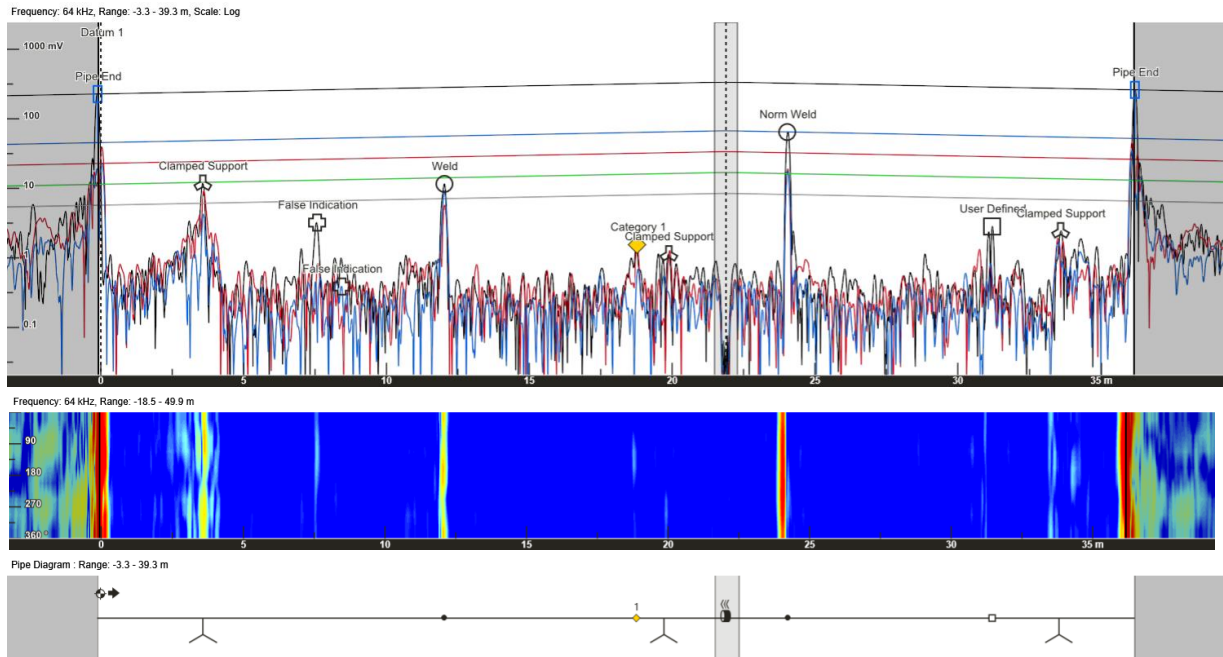 Frequency: 64 kHz, Range: -3.3 - 39.3 m, Scale: Log
Datum 1
1000 mV
Pipe End
Pipe End
100
Norm Weld
Clamped Support
Weld
10
False Indication
User Defined
Clamped Support
Category 1
Clamped Support
1
False Indication
0.1
0 5 10 15 20 25 30 35 m
Frequency: 64 kHz, Range: -18.5 - 49.9 m
90
180
270
360 °
0 5 10 15 20 25 30 35 m
Pipe Diagram : Range: -3.3 - 39.3 m
1